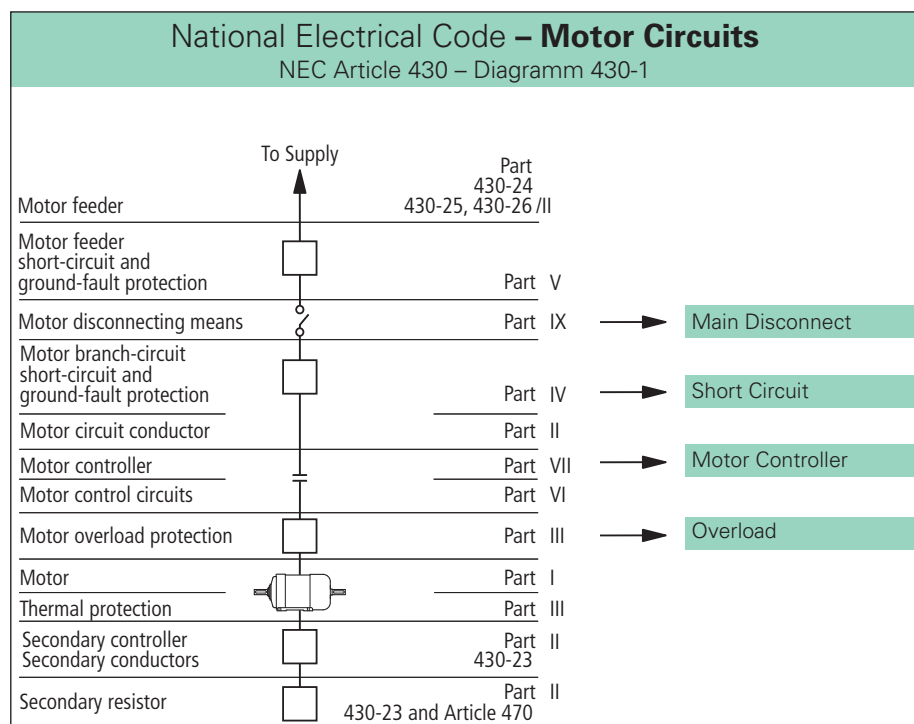 National Electrical Code – Motor Circuits
NEC Article 430 – Diagramm 430-1
To Supply
Part
430-24
Motor feeder 430-25, 430-26 /II
Motor feeder
short-circuit and
ground-fault protection Part V
Motor disconnecting means Part IX Main Disconnect
Motor branch-circuit
short-circuit and
ground-fault protection Part IV Short Circuit
Motor circuit conductor Part II
Motor controller Part VII Motor Controller
Motor control circuits Part VI
Motor overload protection Part III Overload
Motor Part I
Thermal protection Part III
Secondary controller Part II
Secondary conductors 430-23
Secondary resistor Part II
430-23 and Article 470